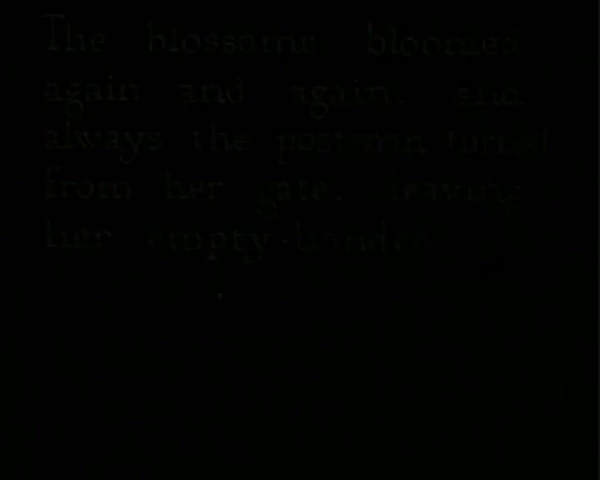 The blossoms bloomed
again and again, and
always the postman turned
from her gate, leaving
her empty-handed